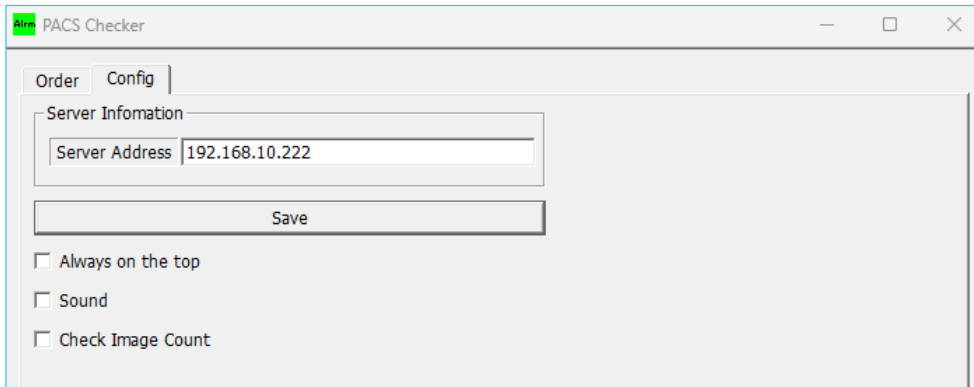 Alrm PACS Checker
Order Config
Server Infomation
Server Address 192.168.10.222
Save
Always on the top
Sound
Check Image Count